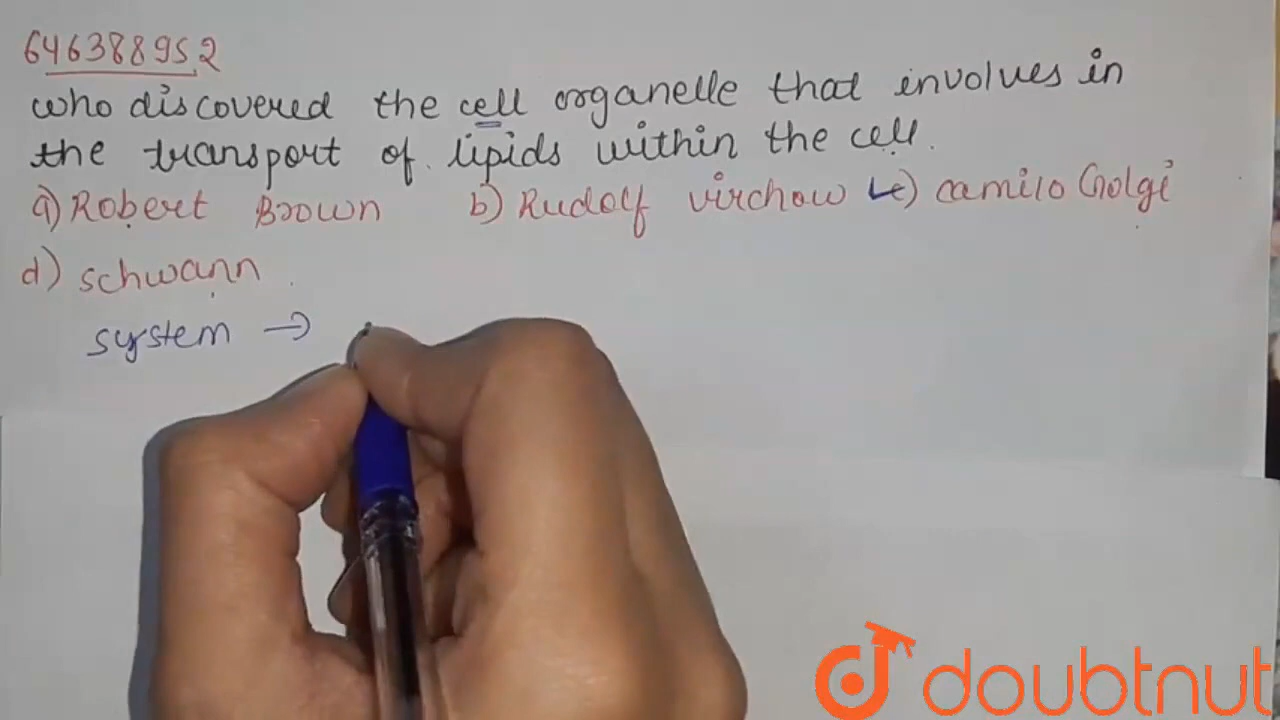 646388952
who discovered the cell organelle that involves in
the transport of lipids within the cell.
a) Robert Brown b) Rudolf virchow c) camilo Golgi
d) schwann
system →
doubtnut